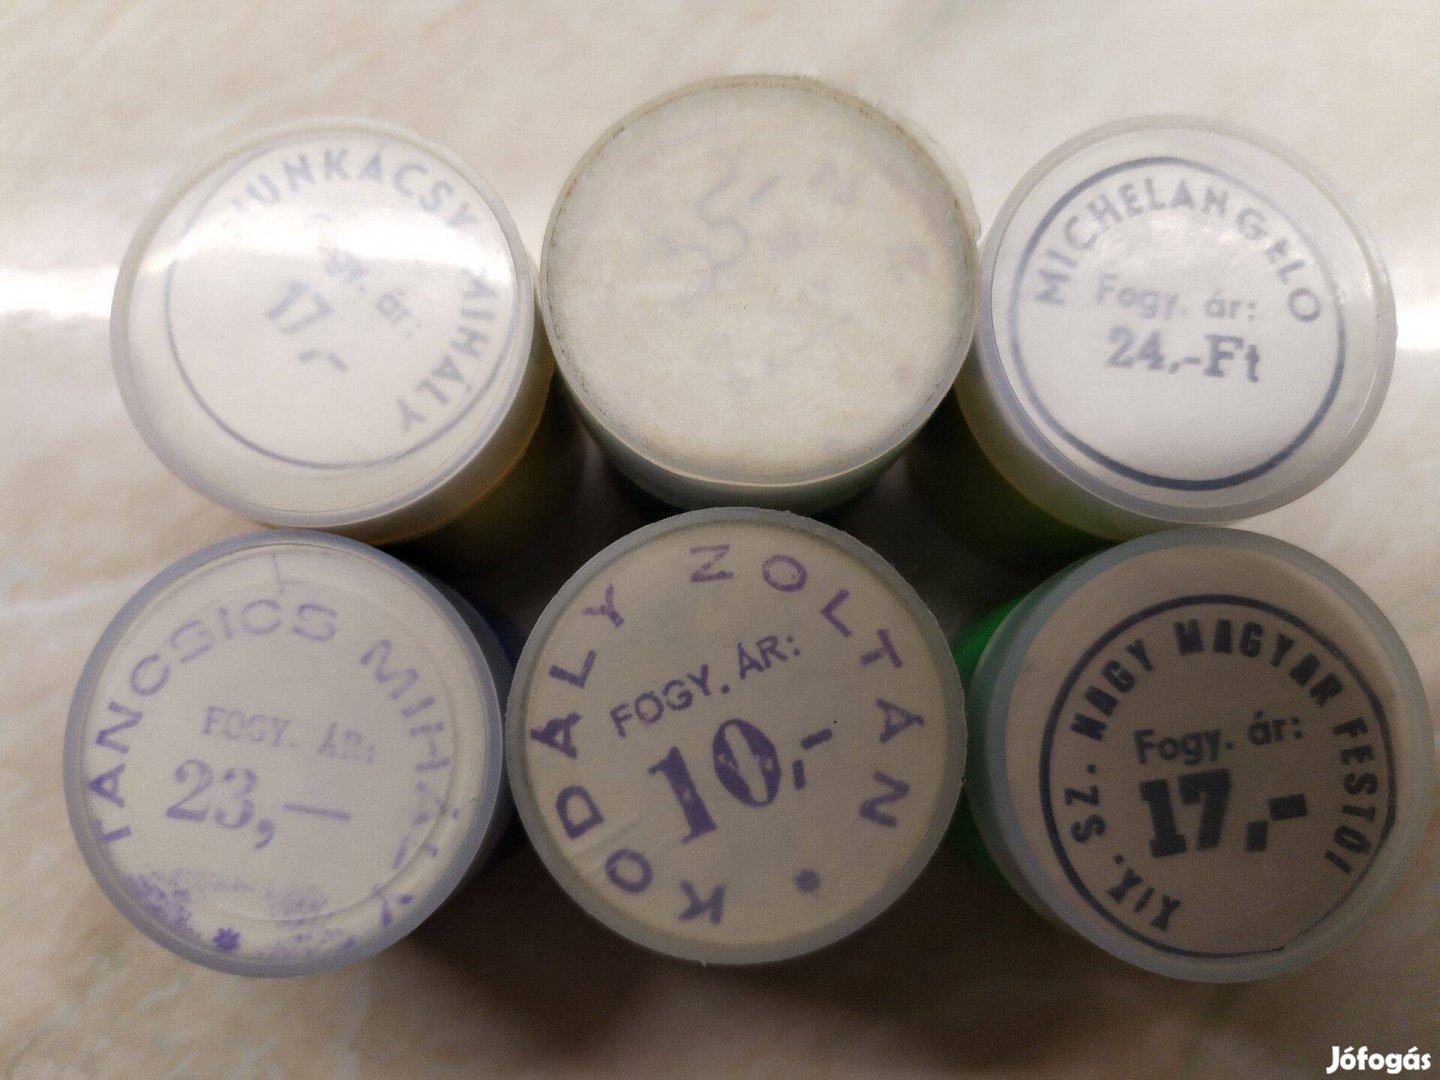 MUNKÁCSY MIHÁLY
17,-
MICHELANGELO
Fogy. ár:
24,-Ft
TANCSICS MIHÁLY
FOGY. ÁR:
23,—
KODÁLY ZOLTÁN *
FOGY. ÁR:
10,-
XIX. SZ. NAGY MAGYAR FESTŐI
Fogy. ár:
17,-
Jófogás